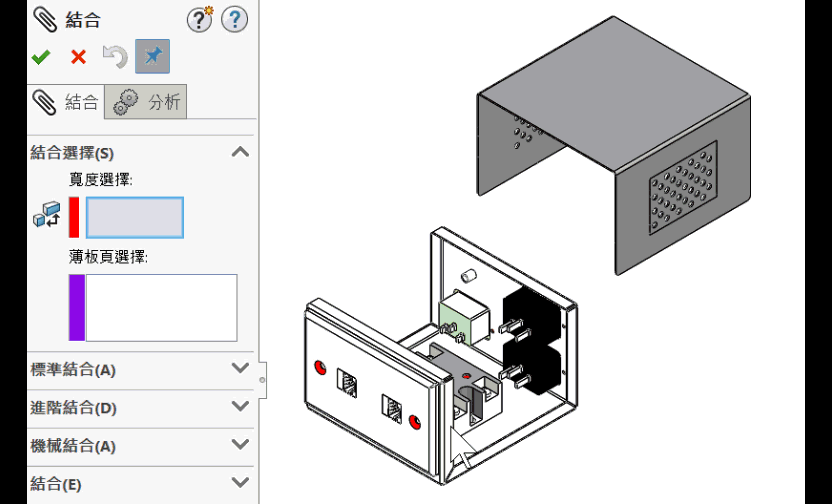 結合
結合
分析
結合選擇(S)
寬度選擇:
薄板頁選擇:
標準結合(A)
進階結合(D)
機械結合(A)
結合(E)